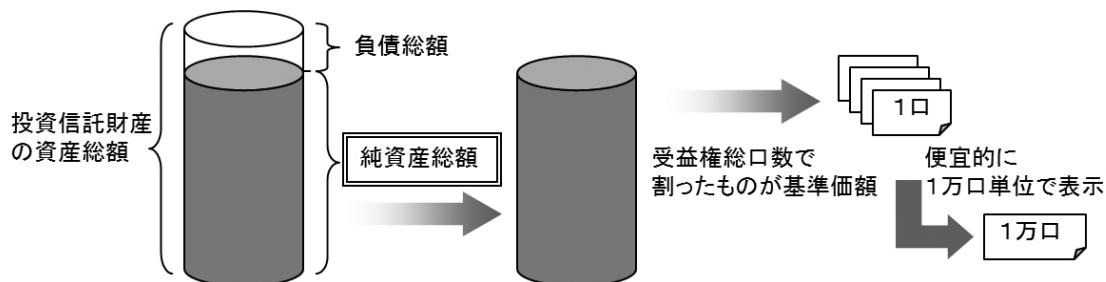 負債総額
投資信託財産
の資産総額
純資産総額
受益権総口数で
割ったものが基準価額
1口
便宜的に
1万口単位で表示
1万口